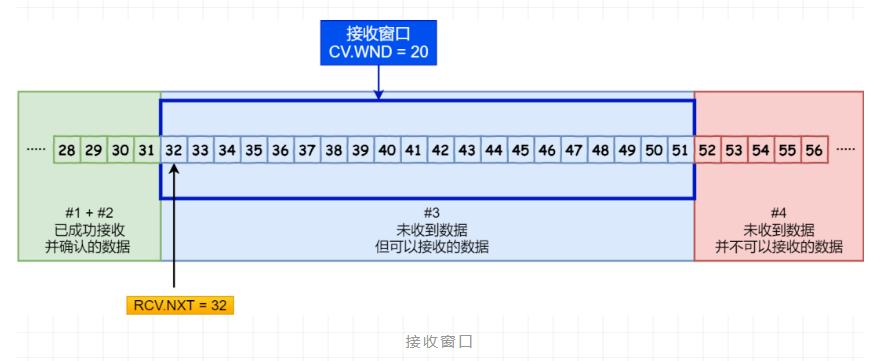 接收窗口
CV.WND = 20
..... 28 29 30 31 32 33 34 35 36 37 38 39 40 41 42 43 44 45 46 47 48 49 50 51 52 53 54 55 56 .....
#1 + #2
已成功接收
并确认的数据
#3
未收到数据
但可以接收的数据
#4
未收到数据
并不可以接收的数据
RCV.NXT = 32
接收窗口